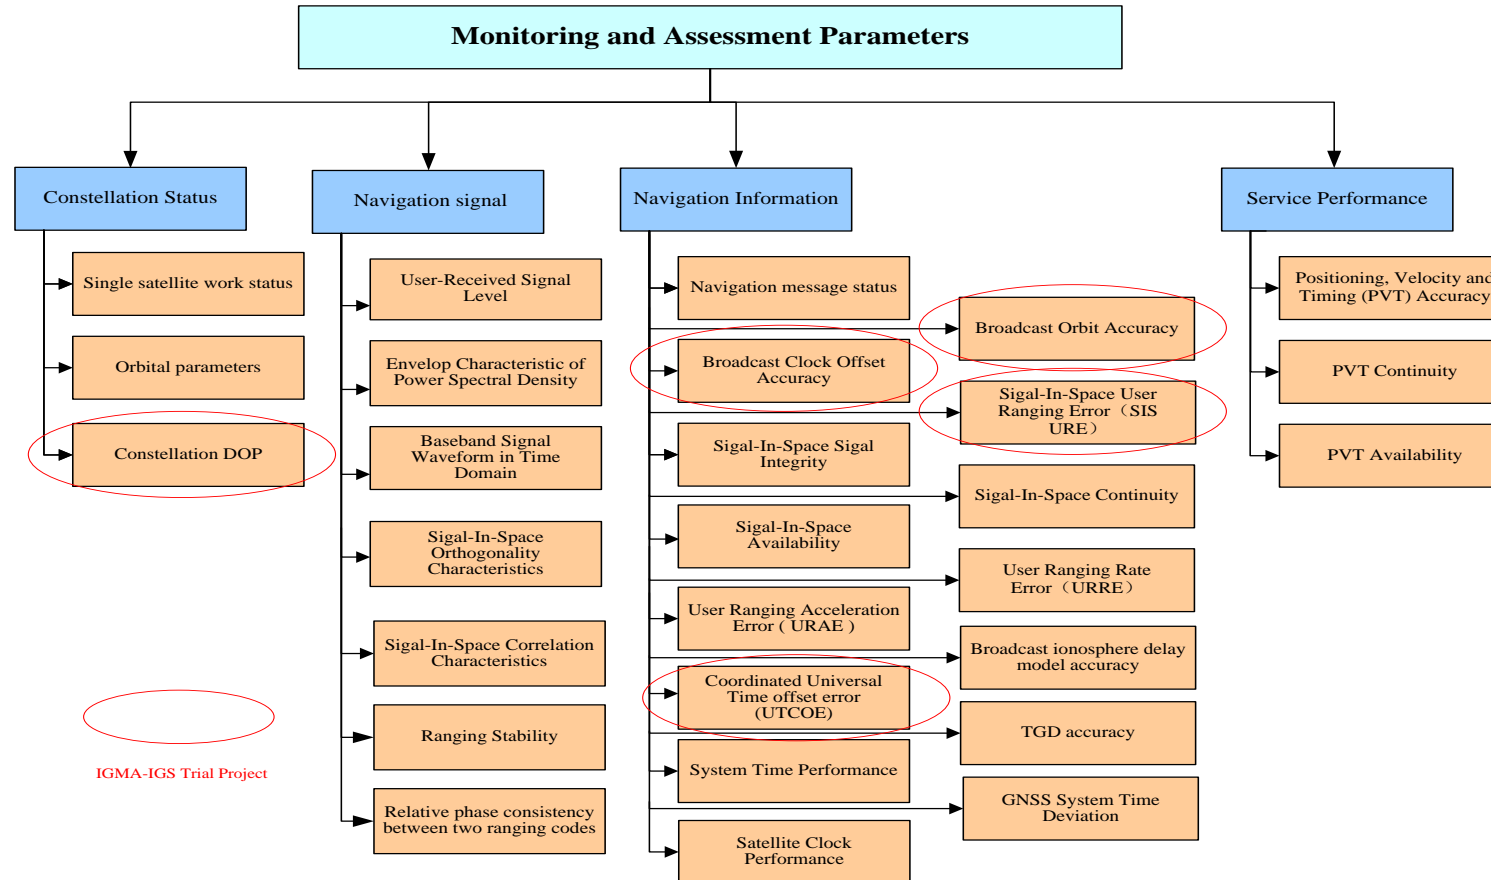 Monitoring and Assessment Parameters
Constellation Status
Single satellite work status
Orbital parameters
Constellation DOP
Navigation signal
User-Received Signal
Level
Envelop Characteristic of
Power Spectral Density
Baseband Signal
Waveform in Time
Domain
Sigal-In-Space
Orthogonality
Characteristics
Sigal-In-Space Correlation
Characteristics
Ranging Stability
Relative phase consistency
between two ranging codes
Navigation Information
Navigation message status
Broadcast Orbit Accuracy
Broadcast Clock Offset
Accuracy
Sigal-In-Space User
Ranging Error（SIS
URE）
Sigal-In-Space Sigal
Integrity
Sigal-In-Space Continuity
Sigal-In-Space
Availability
User Ranging Rate
Error（URRE）
User Ranging Acceleration
Error ( URAE )
Broadcast ionosphere delay
model accuracy
Coordinated Universal
Time offset error
(UTCOE)
TGD accuracy
System Time Performance
GNSS System Time
Deviation
Satellite Clock
Performance
Service Performance
Positioning, Velocity and
Timing (PVT) Accuracy
PVT Continuity
PVT Availability
IGMA-IGS Trial Project